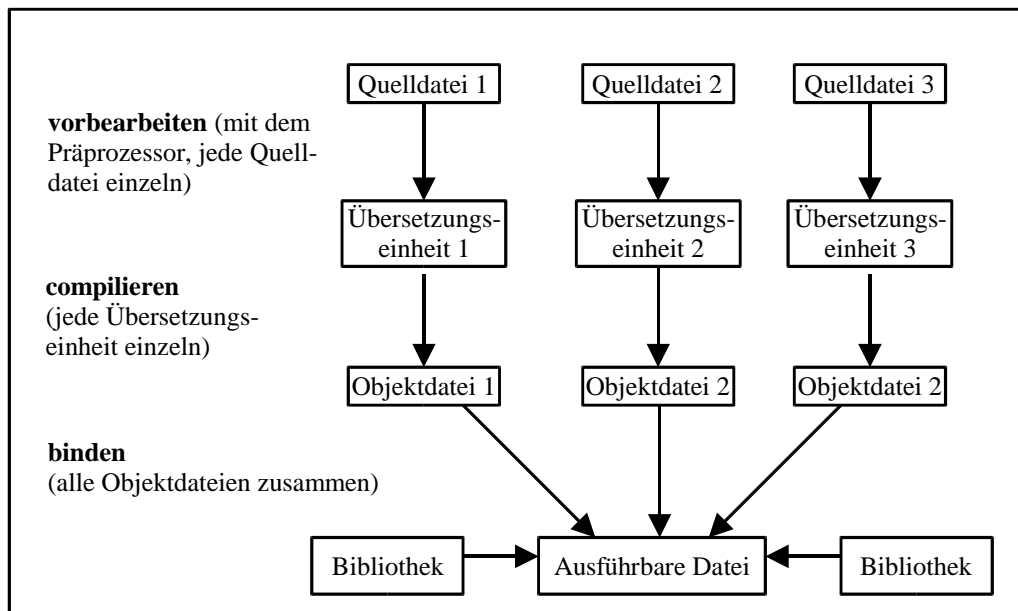 Quelldatei 1
Quelldatei 2
Quelldatei 3
vorbearbeiten (mit dem
Präprozessor, jede Quell-
datei einzeln)
Übersetzungs-
einheit 1
Übersetzungs-
einheit 2
Übersetzungs-
einheit 3
compilieren
(jede Übersetzungs-
einheit einzeln)
Objektdatei 1
Objektdatei 2
Objektdatei 2
binden
(alle Objektdateien zusammen)
Bibliothek
Ausführbare Datei
Bibliothek